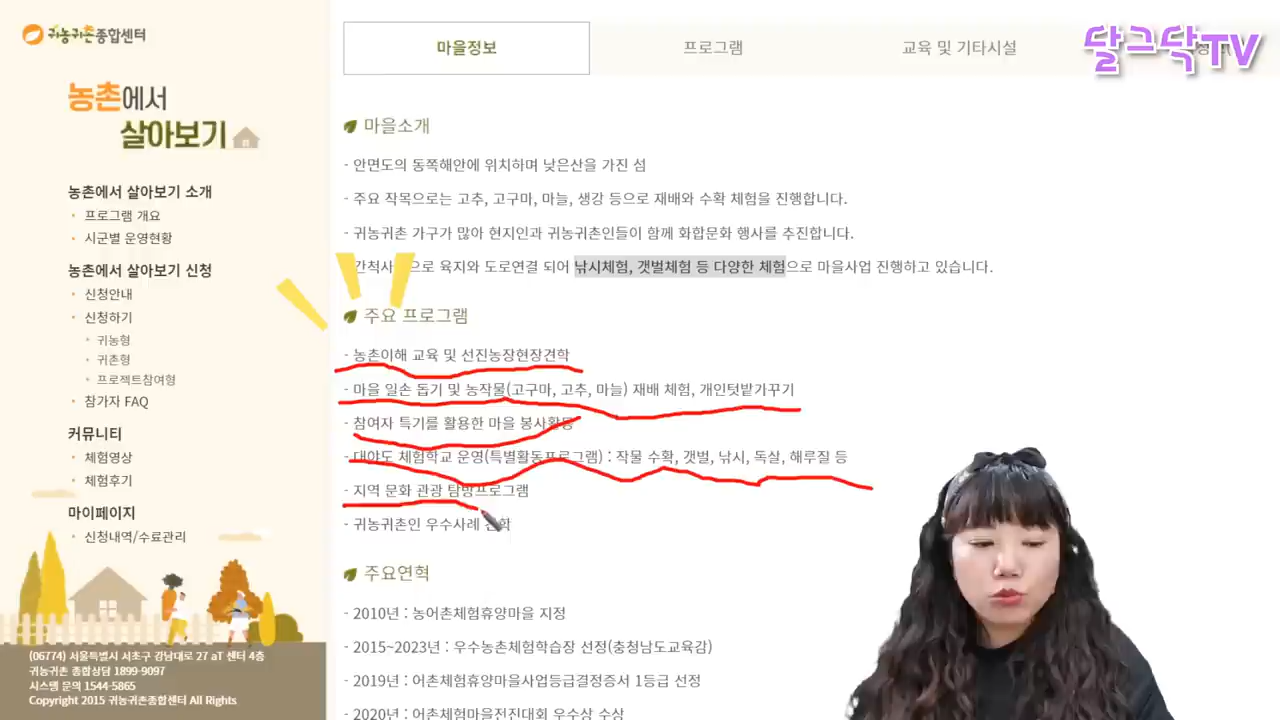 귀농귀촌종합센터
농촌에서
살아보기
농촌에서 살아보기 소개
프로그램 개요
시군별 운영현황
농촌에서 살아보기 신청
신청안내
신청하기
귀농형
귀촌형
프로젝트참여형
참가자 FAQ
커뮤니티
체험영상
체험후기
마이페이지
신청내역/수료관리
(06774) 서울특별시 서초구 강남대로 27 aT 센터 4층
귀농귀촌 종합상담 1899-9097
시스템 문의 1544-5865
Copyright 2015 귀농귀촌종합센터 All Rights
마을정보
프로그램
교육 및 기타시설
달그닥TV
마을소개
- 안면도의 동쪽해안에 위치하며 낮은산을 가진 섬
- 주요 작목으로는 고추, 고구마, 마늘, 생강 등으로 재배와 수확 체험을 진행합니다.
- 귀농귀촌 가구가 많아 현지인과 귀농귀촌인들이 함께 화합문화 행사를 추진합니다.
간척사 으로 육지와 도로연결 되어 낚시체험, 갯벌체험 등 다양한 체험으로 마을사업 진행하고 있습니다.
주요 프로그램
- 농촌이해 교육 및 선진농장현장견학
- 마을 일손 돕기 및 농작물(고구마, 고추, 마늘) 재배 체험, 개인텃밭가꾸기
- 참여자 특기를 활용한 마을 봉사활동
- 대야도 체험학교 운영(특별활동프로그램) : 작물 수확, 갯벌, 낚시, 독살, 해루질 등
- 지역 문화 관광 탐방프로그램
- 귀농귀촌인 우수사례 견학
주요연혁
- 2010년 : 농어촌체험휴양마을 지정
- 2015~2023년 : 우수농촌체험학습장 선정(충청남도교육감)
- 2019년 : 어촌체험휴양마을사업등급결정증서 1등급 선정
- 2020년 : 어촌체험마을전진대회 우수상 수상